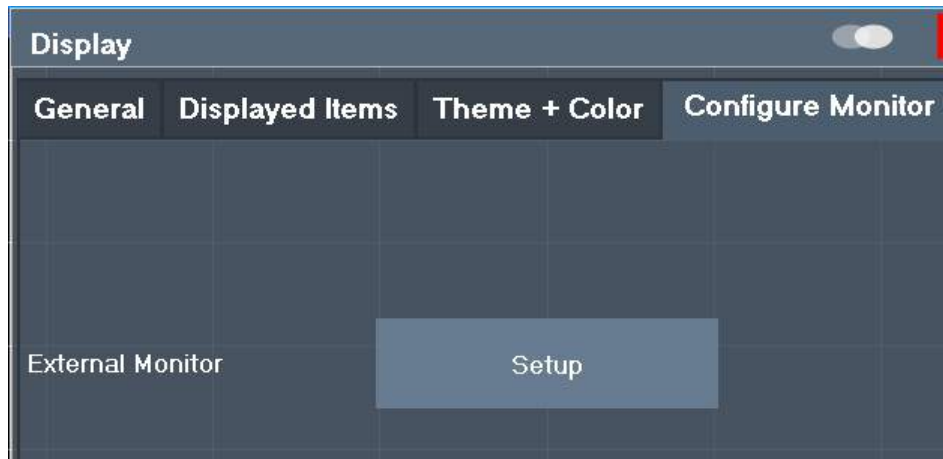 Display
General Displayed Items Theme + Color Configure Monitor
External Monitor Setup